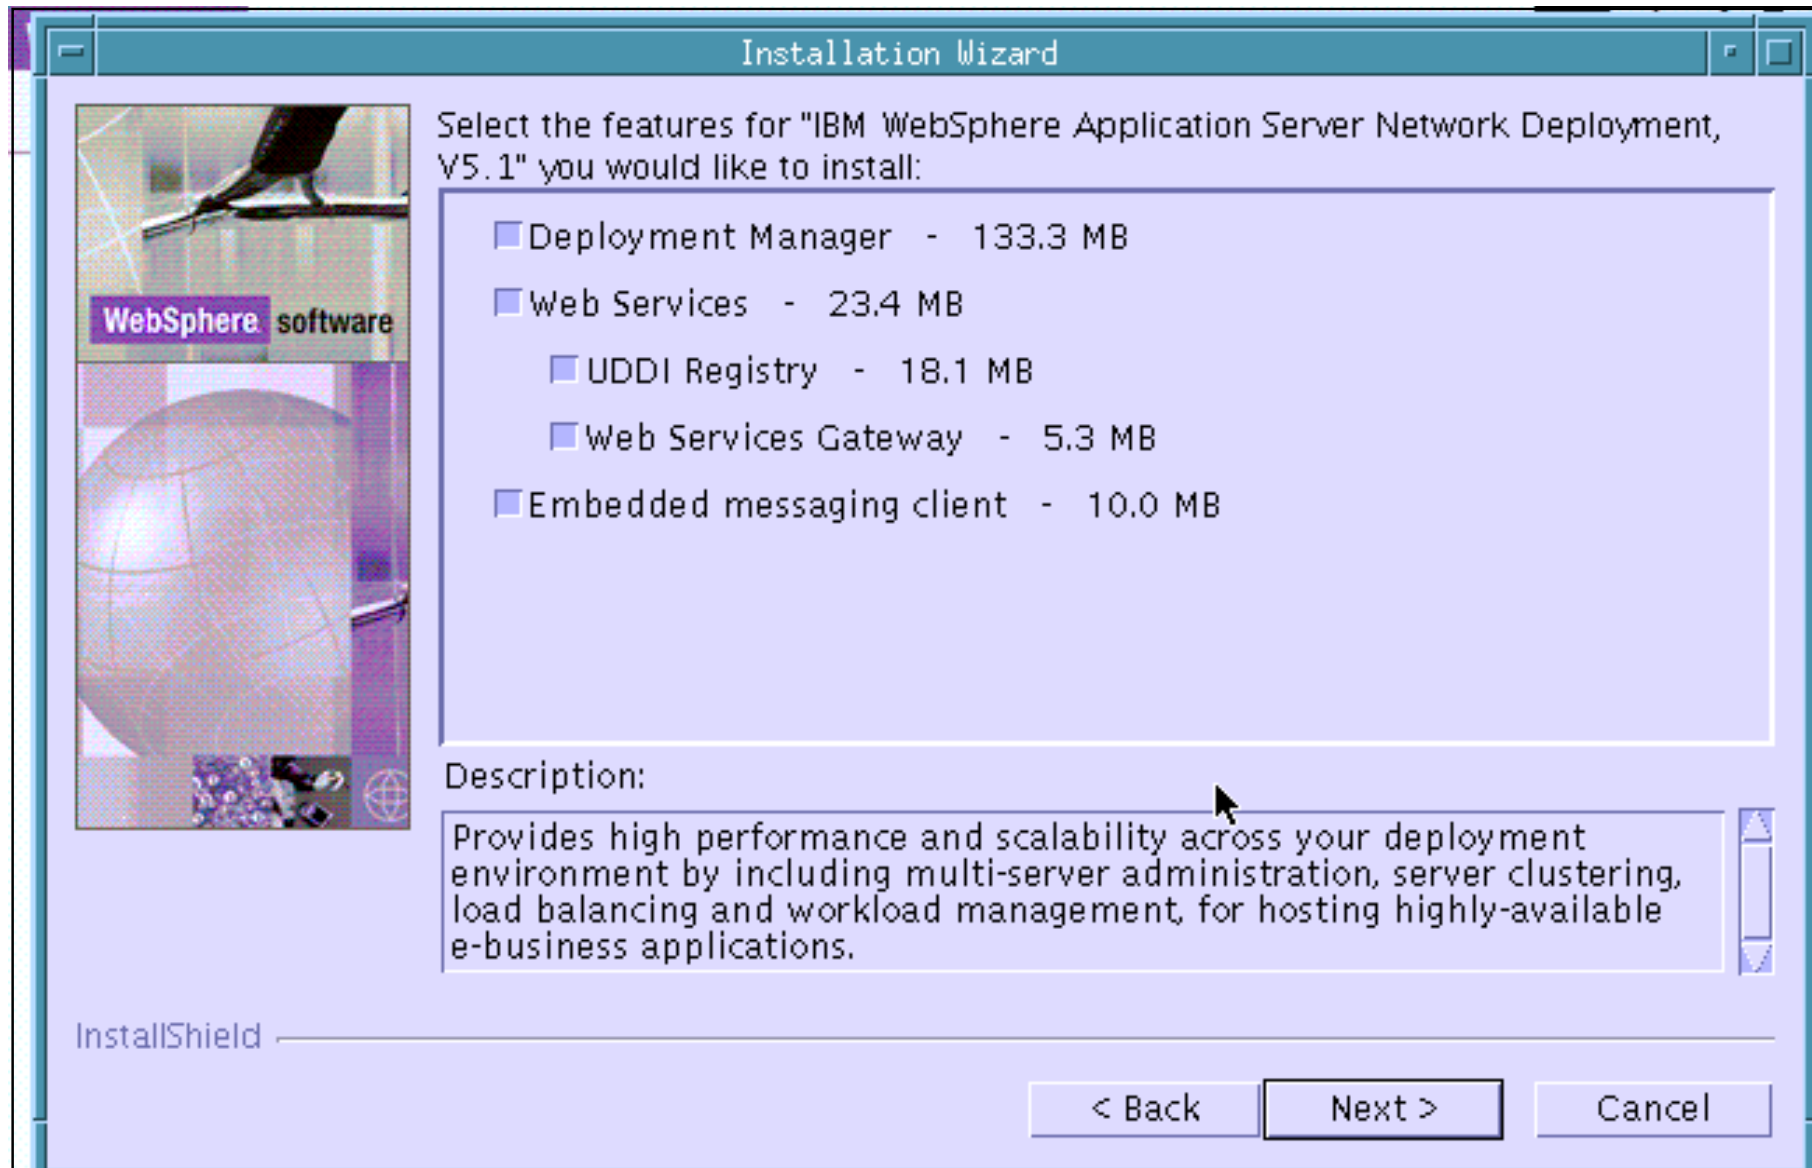 Installation Wizard
Select the features for "IBM WebSphere Application Server Network Deployment,
V5.1" you would like to install:
WebSphere software
Deployment Manager - 133.3 MB
Web Services - 23.4 MB
UDDI Registry - 18.1 MB
Web Services Gateway - 5.3 MB
Embedded messaging client - 10.0 MB
Description:
Provides high performance and scalability across your deployment
environment by including multi-server administration, server clustering,
load balancing and workload management, for hosting highly-available
e-business applications.
InstallShield
< Back
Next >
Cancel